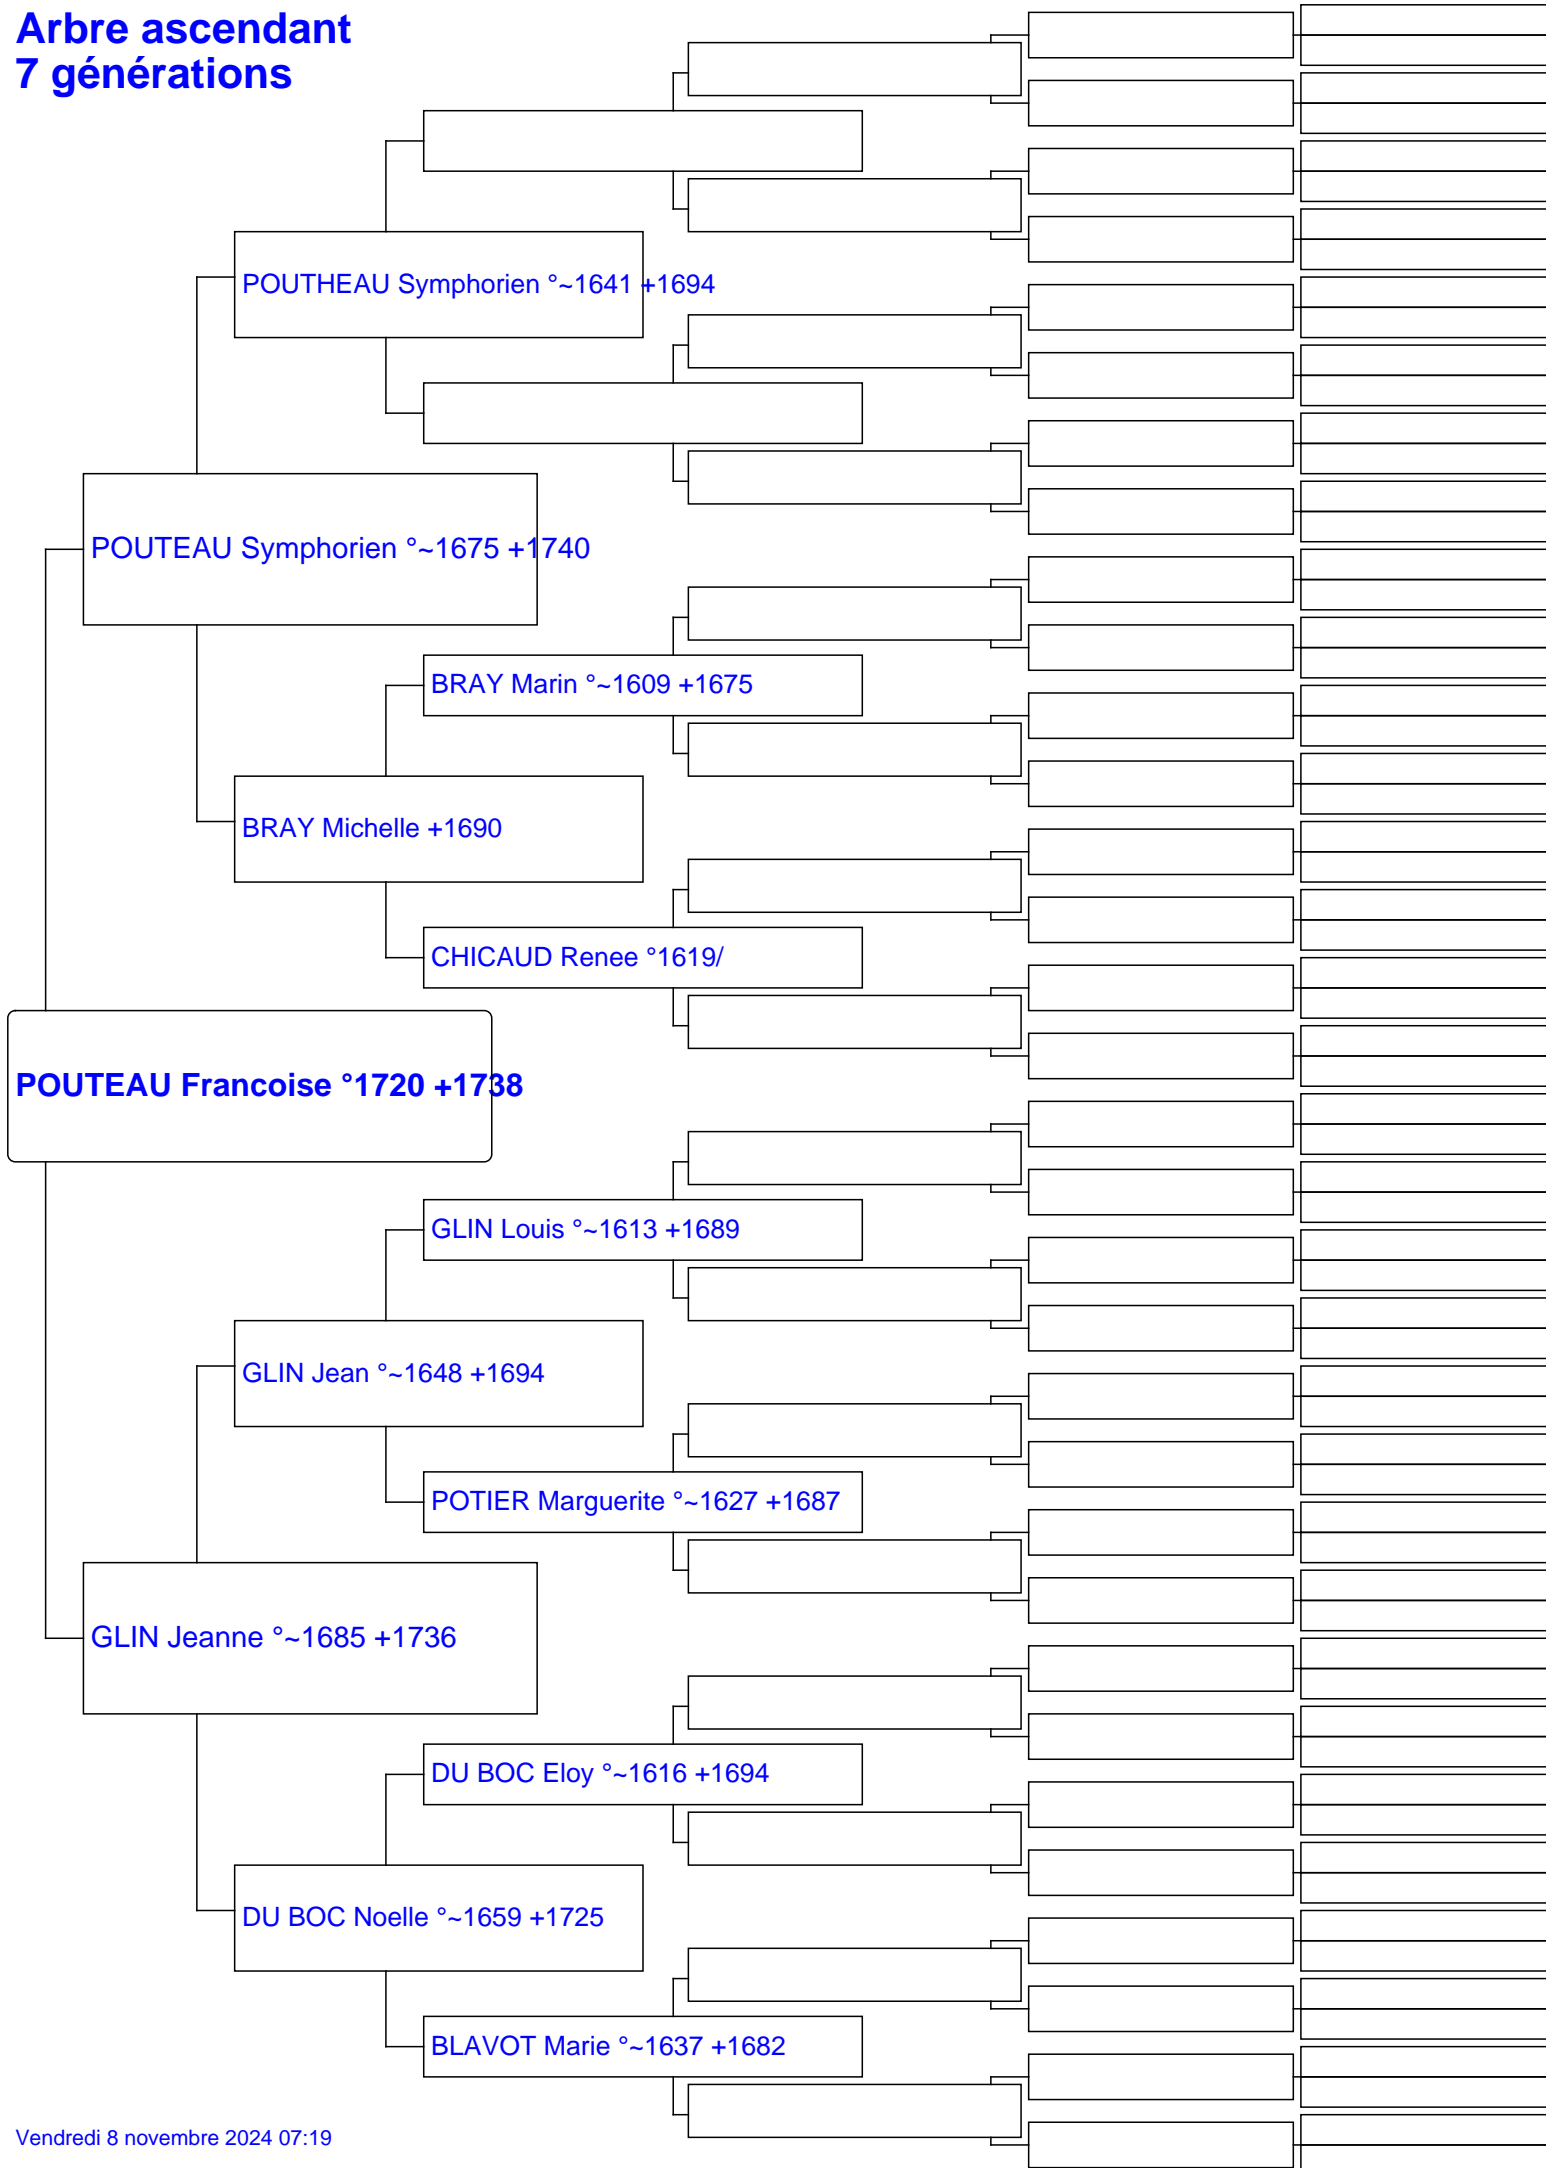 Arbre ascendant
7 générations
POUTHEAU Symphorien °~1641 +1694
POUTEAU Symphorien °~1675 +1740
BRAY Marin °~1609 +1675
BRAY Michelle +1690
CHICAUD Renee °1619/
POUTEAU Francoise °1720 +1738
GLIN Louis °~1613 +1689
GLIN Jean °~1648 +1694
POTIER Marguerite °~1627 +1687
GLIN Jeanne °~1685 +1736
DU BOC Eloy °~1616 +1694
DU BOC Noelle °~1659 +1725
BLAVOT Marie °~1637 +1682
Vendredi 8 novembre 2024 07:19